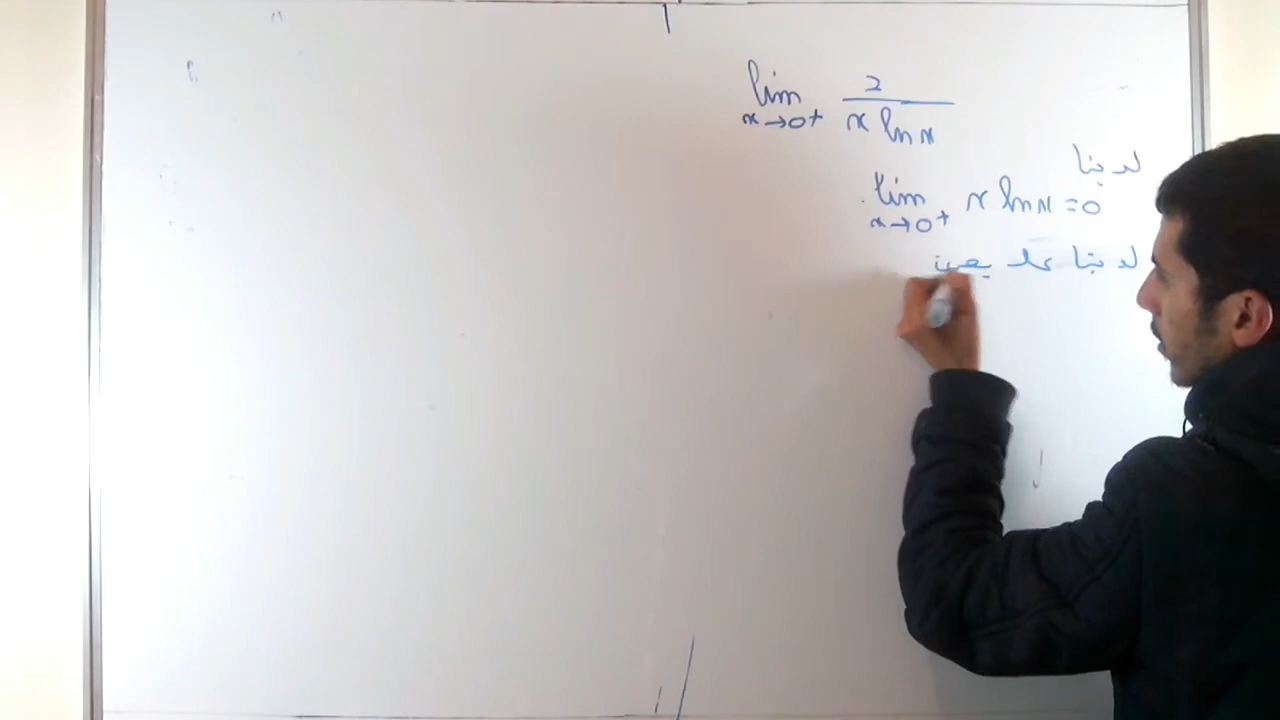 lim x→0+ 2/(x ln x)
لدينا
lim x→0+ x ln x = 0
لدينا على يمين